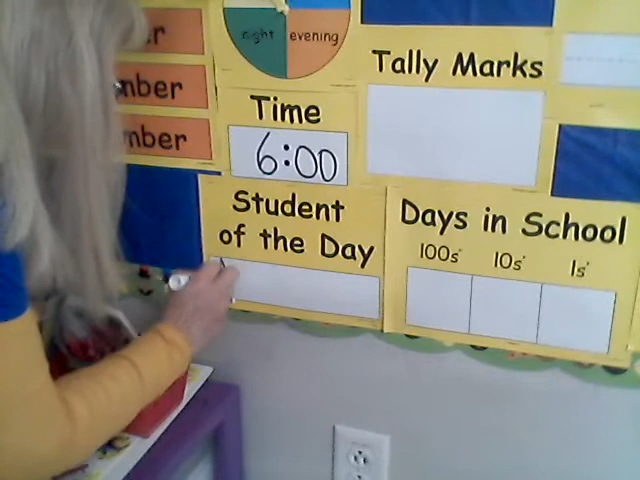 night evening
Tally Marks
mber
mber
Time
6:00
Student
of the Day
Days in School
100s' 10s' 1s'